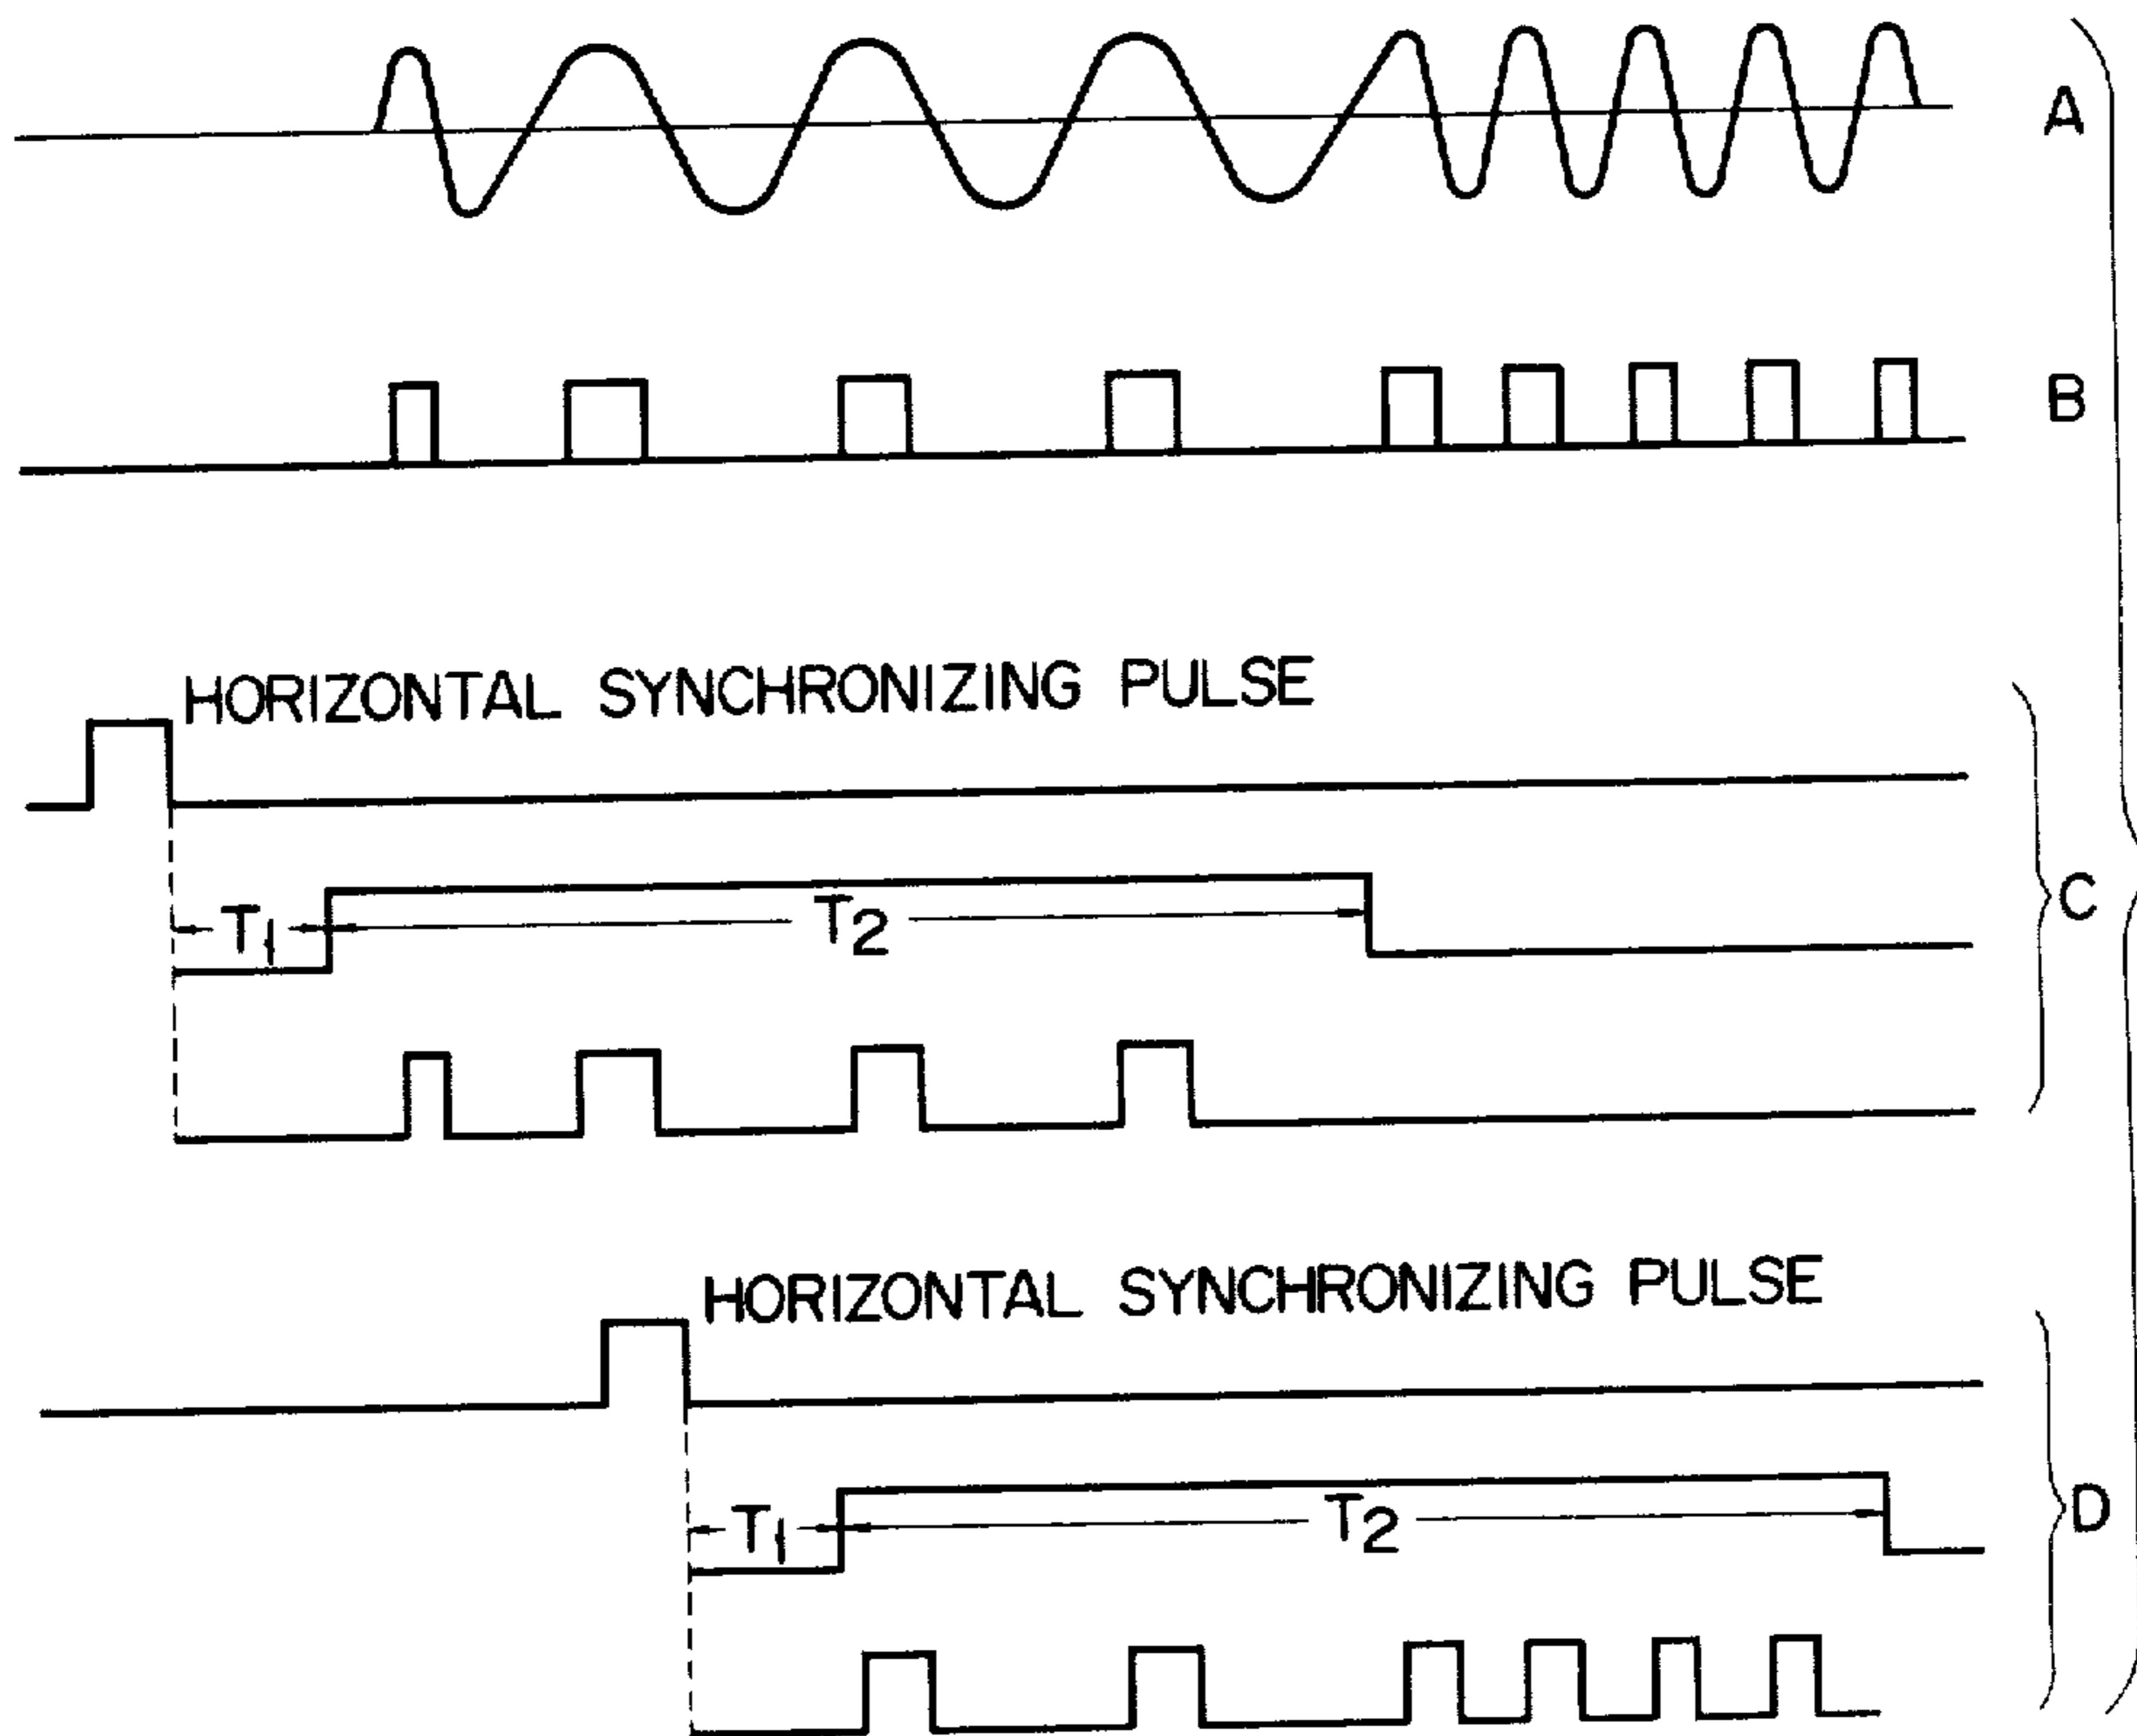 A
B
HORIZONTAL SYNCHRONIZING PULSE
T1
T2
C
HORIZONTAL SYNCHRONIZING PULSE
T1
T2
D